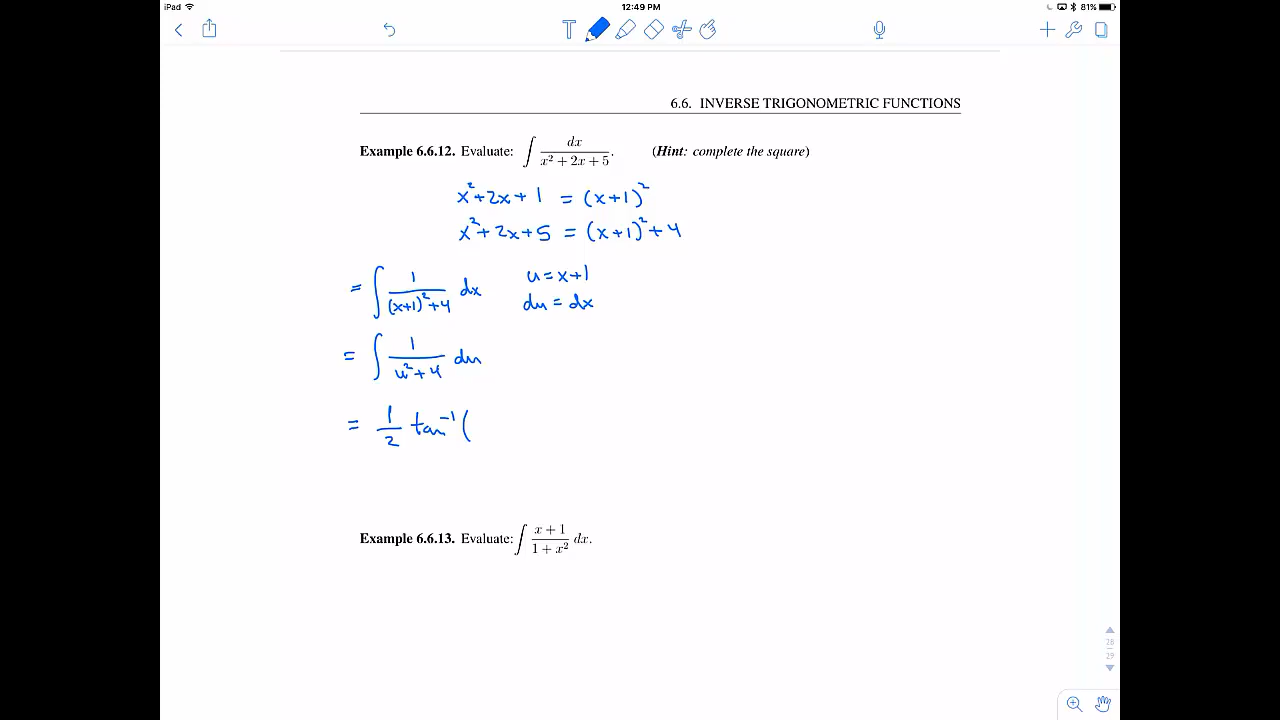 iPad 12:49 PM 81%
T
6.6. INVERSE TRIGONOMETRIC FUNCTIONS
Example 6.6.12. Evaluate: ∫ dx / (x² + 2x + 5). (Hint: complete the square)
x² + 2x + 1 = (x+1)²
x² + 2x + 5 = (x+1)² + 4
= ∫ 1 / ((x+1)² + 4) dx u = x+1
du = dx
= ∫ 1 / (u² + 4) du
= 1/2 tan⁻¹(
Example 6.6.13. Evaluate: ∫ (x + 1) / (1 + x²) dx.
28
29